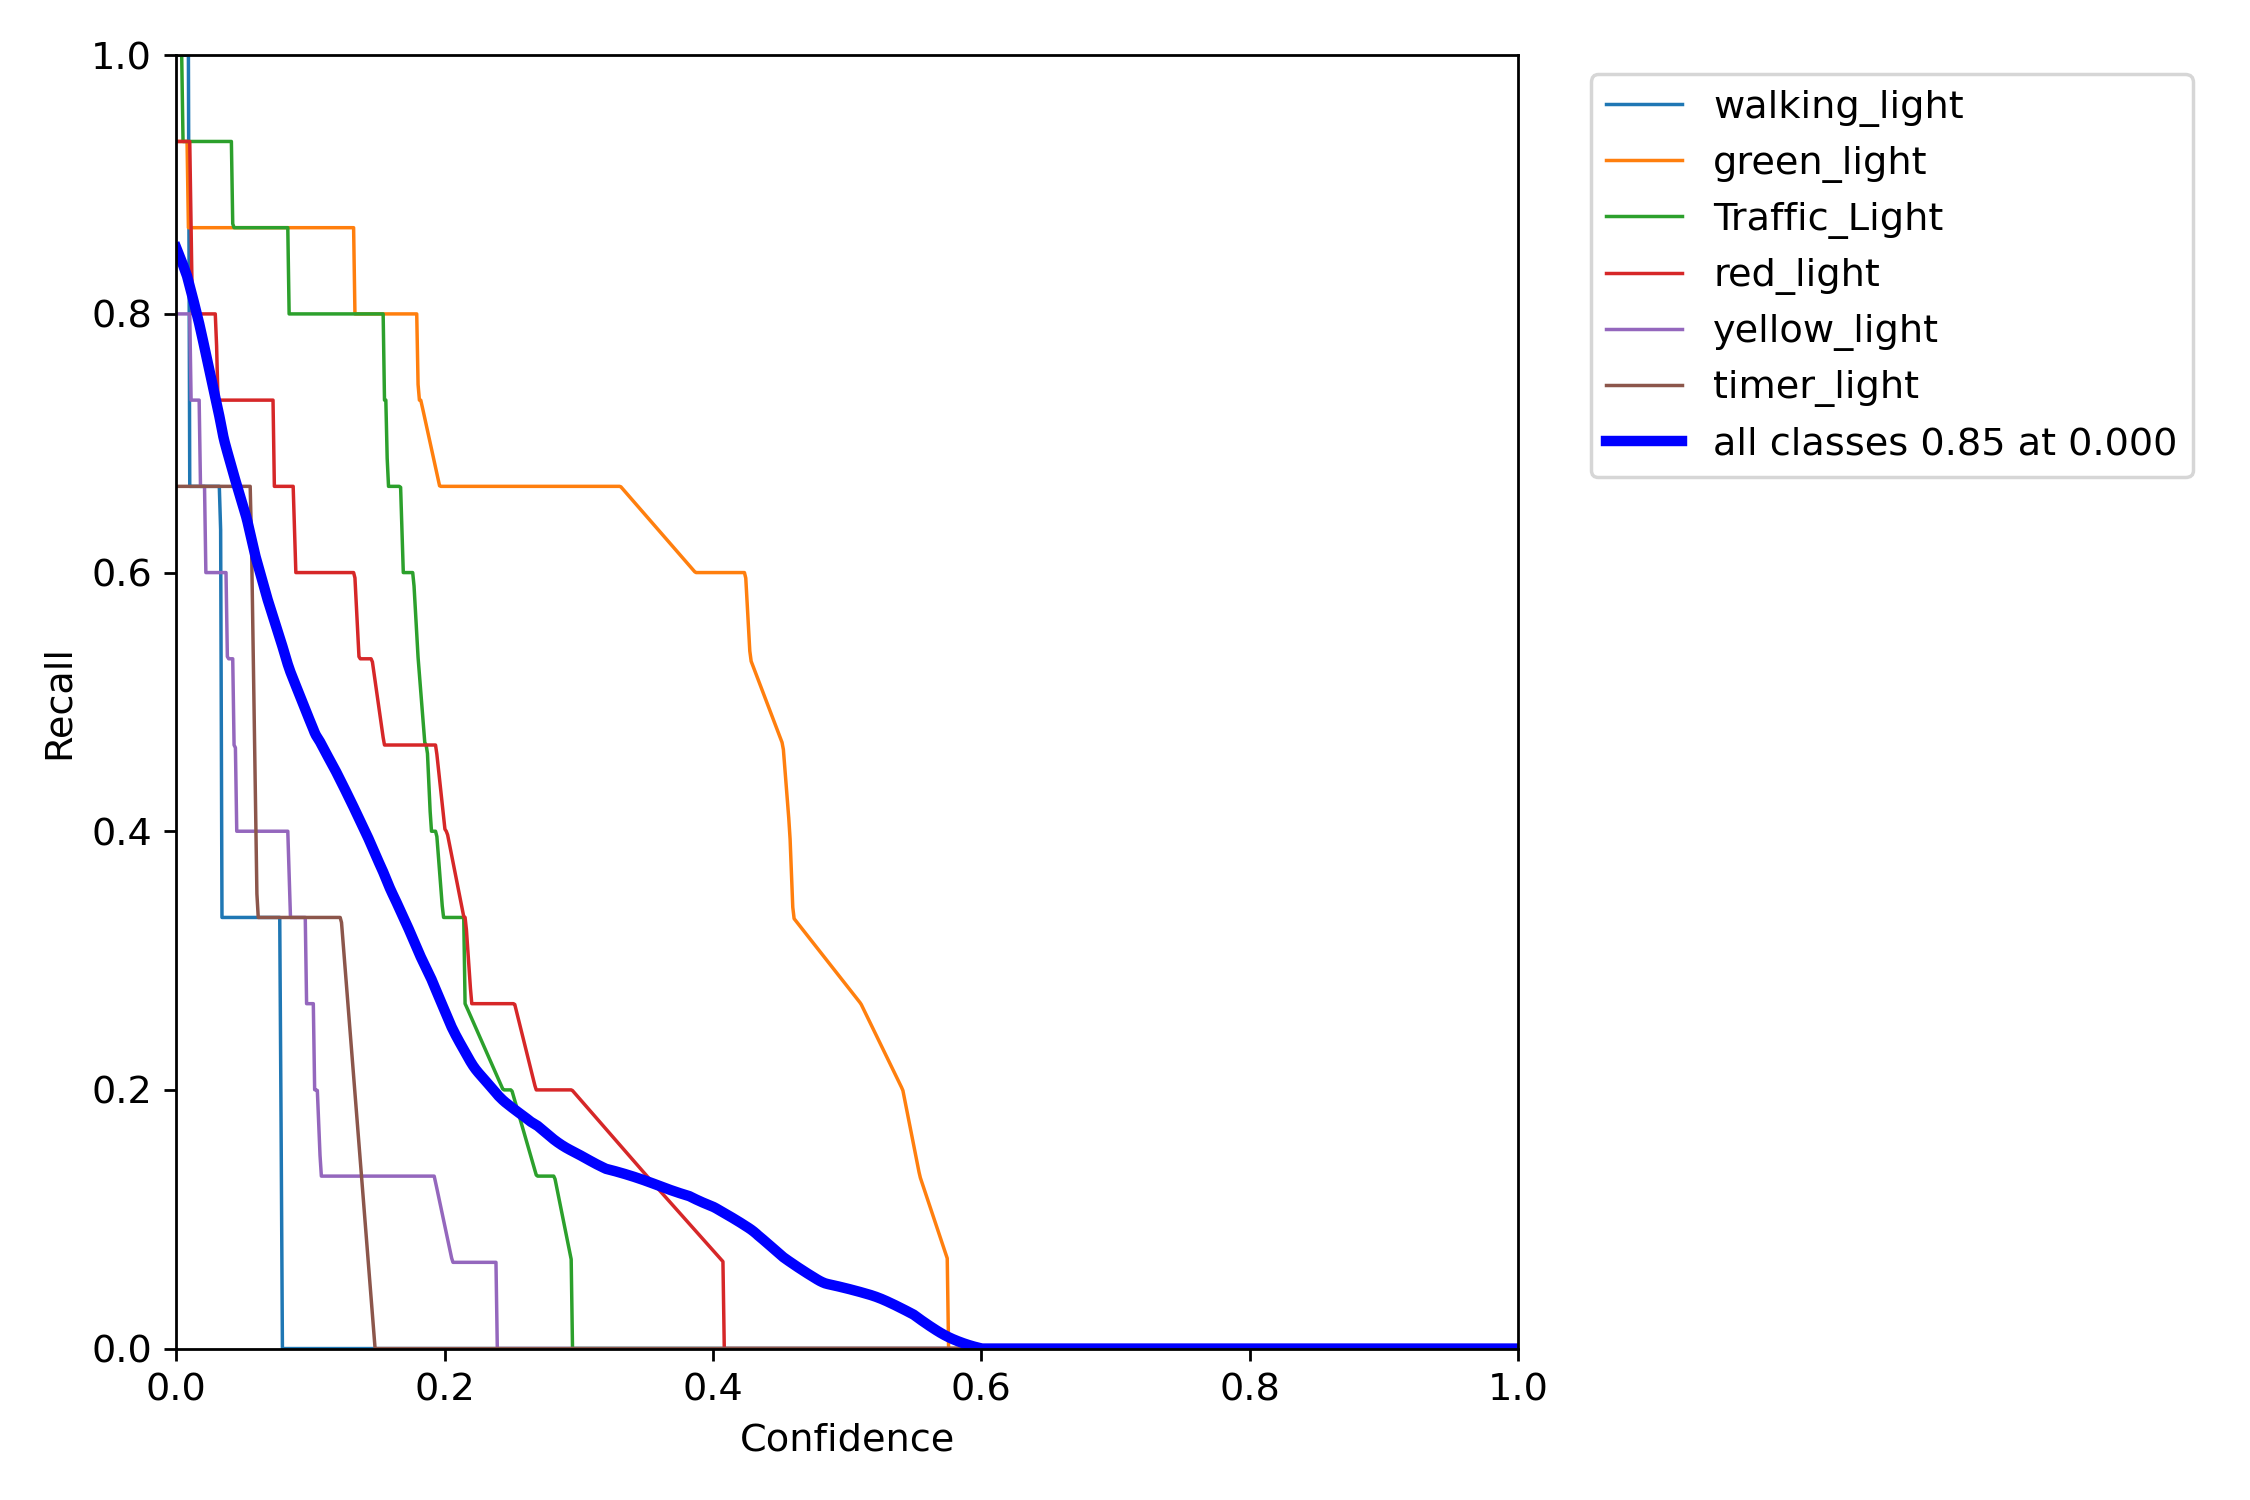 1.0
0.8
0.6
0.4
0.2
0.0
Recall
0.0 0.2 0.4 0.6 0.8 1.0
Confidence
walking_light
green_light
Traffic_Light
red_light
yellow_light
timer_light
all classes 0.85 at 0.000